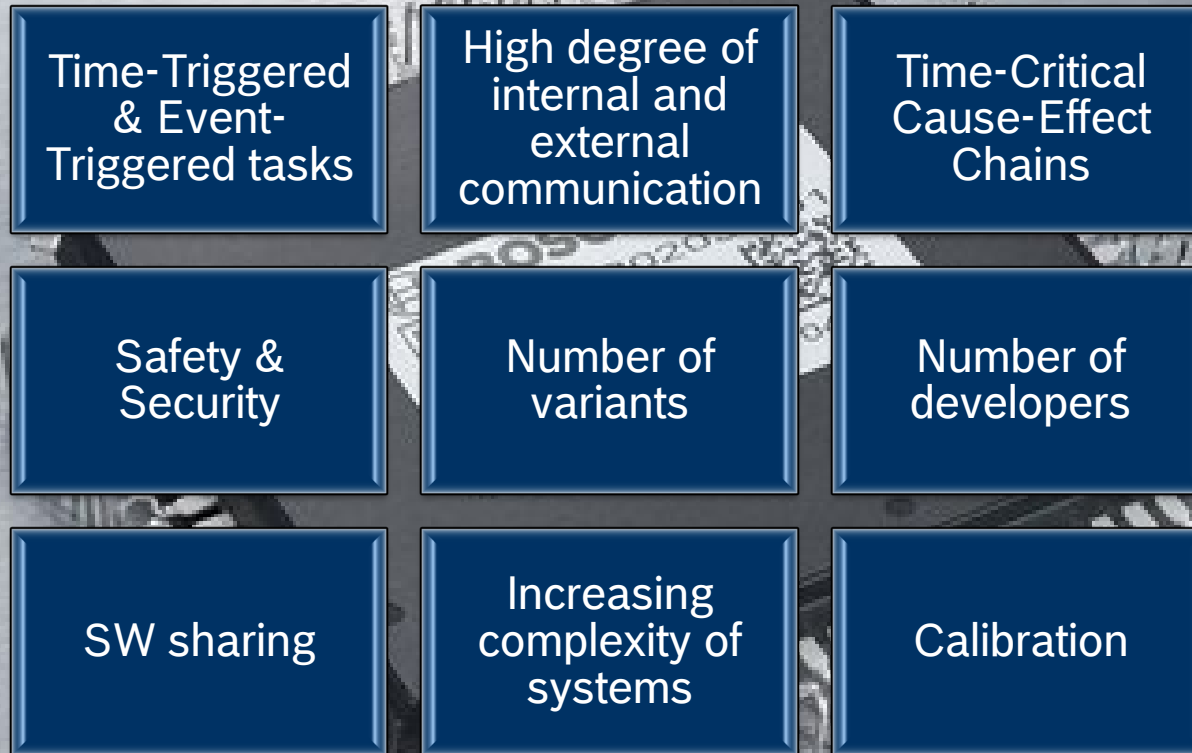 Time-Triggered
& Event-
Triggered tasks
High degree of
internal and
external
communication
Time-Critical
Cause-Effect
Chains
Safety &
Security
Number of
variants
Number of
developers
SW sharing
Increasing
complexity of
systems
Calibration